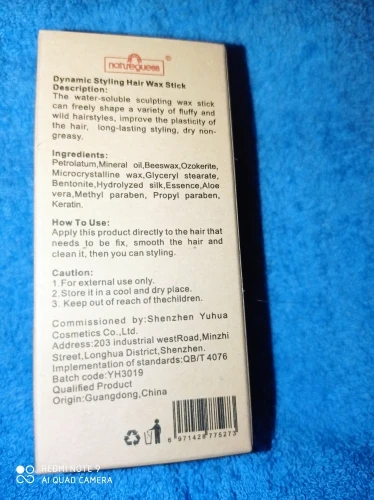 natureguess
Dynamic Styling Hair Wax Stick
Description:
The water-soluble sculpting wax stick
can freely shape a variety of fluffy and
wild hairstyles, improve the plasticity of
the hair, long-lasting styling, dry non-
greasy.
Ingredients:
Petrolatum,Mineral oil,Beeswax,Ozokerite,
Microcrystalline wax,Glyceryl stearate,
Bentonite,Hydrolyzed silk,Essence,Aloe
vera,Methyl paraben, Propyl paraben,
Keratin.
How To Use:
Apply this product directly to the hair that
needs to be fix, smooth the hair and
clean it, then you can styling.
Caution:
1.For external use only.
2.Store it in a cool and dry place.
3. Keep out of reach of thechildren.
Commissioned by:Shenzhen Yuhua
Cosmetics Co.,Ltd.
Address:203 industrial westRoad,Minzhi
Street,Longhua District,Shenzhen.
Implementation of standards:QB/T 4076
Batch code:YH3019
Qualified Product
Origin:Guangdong,China
6 971428 775273
REDMI NOTE 9
AI QUAD CAMERA